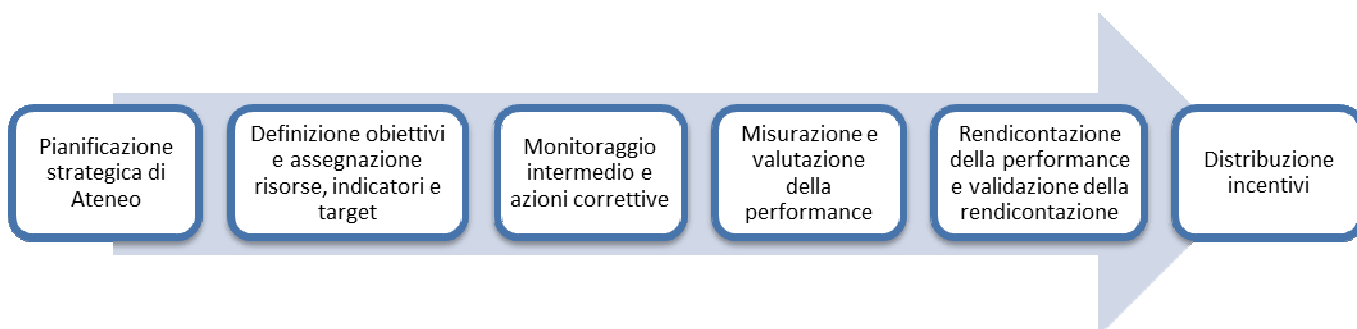 Pianificazione
strategica di
Ateneo
Definizione obiettivi
e assegnazione
risorse, indicatori e
target
Monitoraggio
intermedio e
azioni correttive
Misurazione e
valutazione
della
performance
Rendicontazione
della performance
e validazione della
rendicontazione
Distribuzione
incentivi